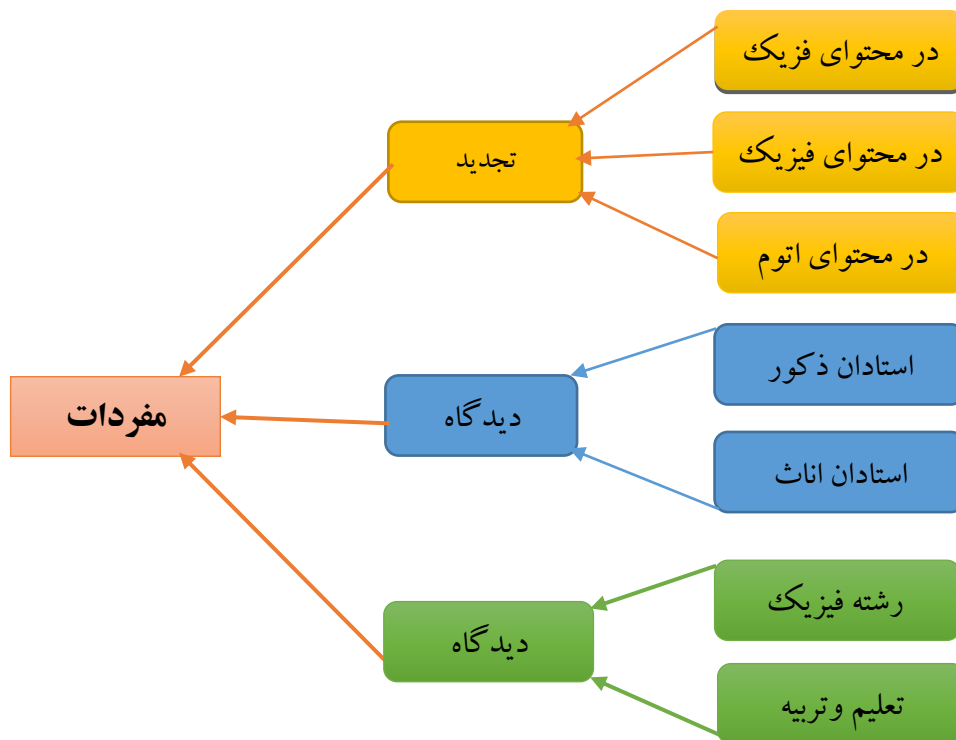 در محتوای فزیک
در محتوای فیزیک
در محتوای اتوم
تجدید
استادان ذکور
استادان اناث
دیدگاه
مفردات
رشته فیزیک
تعلیم وتربیه
دیدگاه